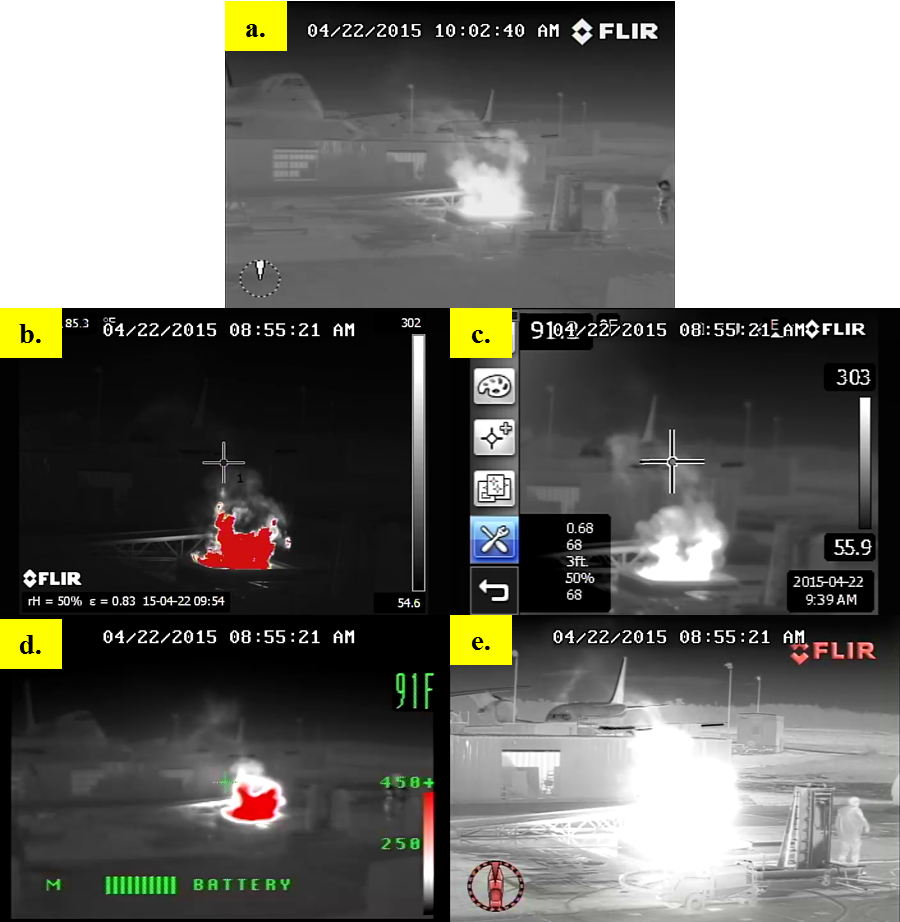 a.
04/22/2015 10:02:40 AM FLIR
b.
85.3 °F
04/22/2015 08:55:21 AM
302
1
FLIR
rH = 50% ε = 0.83 15-04-22 09:54
54.6
c.
91.1 °F
04/22/2015 08:55:21 AM FLIR
303
0.68
68
3ft.
50%
68
55.9
2015-04-22
9:39 AM
d.
04/22/2015 08:55:21 AM
91F
450+
250
M BATTERY
e.
04/22/2015 08:55:21 AM
FLIR